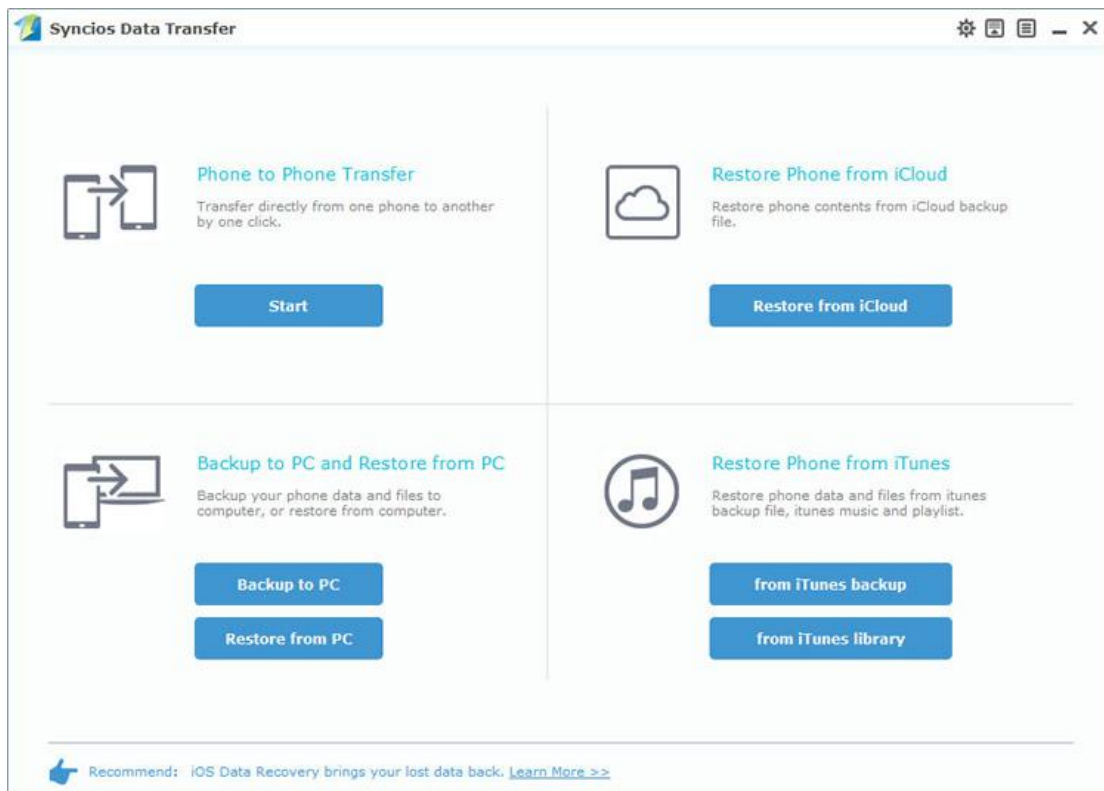 Syncios Data Transfer
Phone to Phone Transfer
Transfer directly from one phone to another
by one click.
Start
Restore Phone from iCloud
Restore phone contents from iCloud backup
file.
Restore from iCloud
Backup to PC and Restore from PC
Backup your phone data and files to
computer, or restore from computer.
Backup to PC
Restore from PC
Restore Phone from iTunes
Restore phone data and files from itunes
backup file, itunes music and playlist.
from iTunes backup
from iTunes library
Recommend: iOS Data Recovery brings your lost data back. Learn More >>